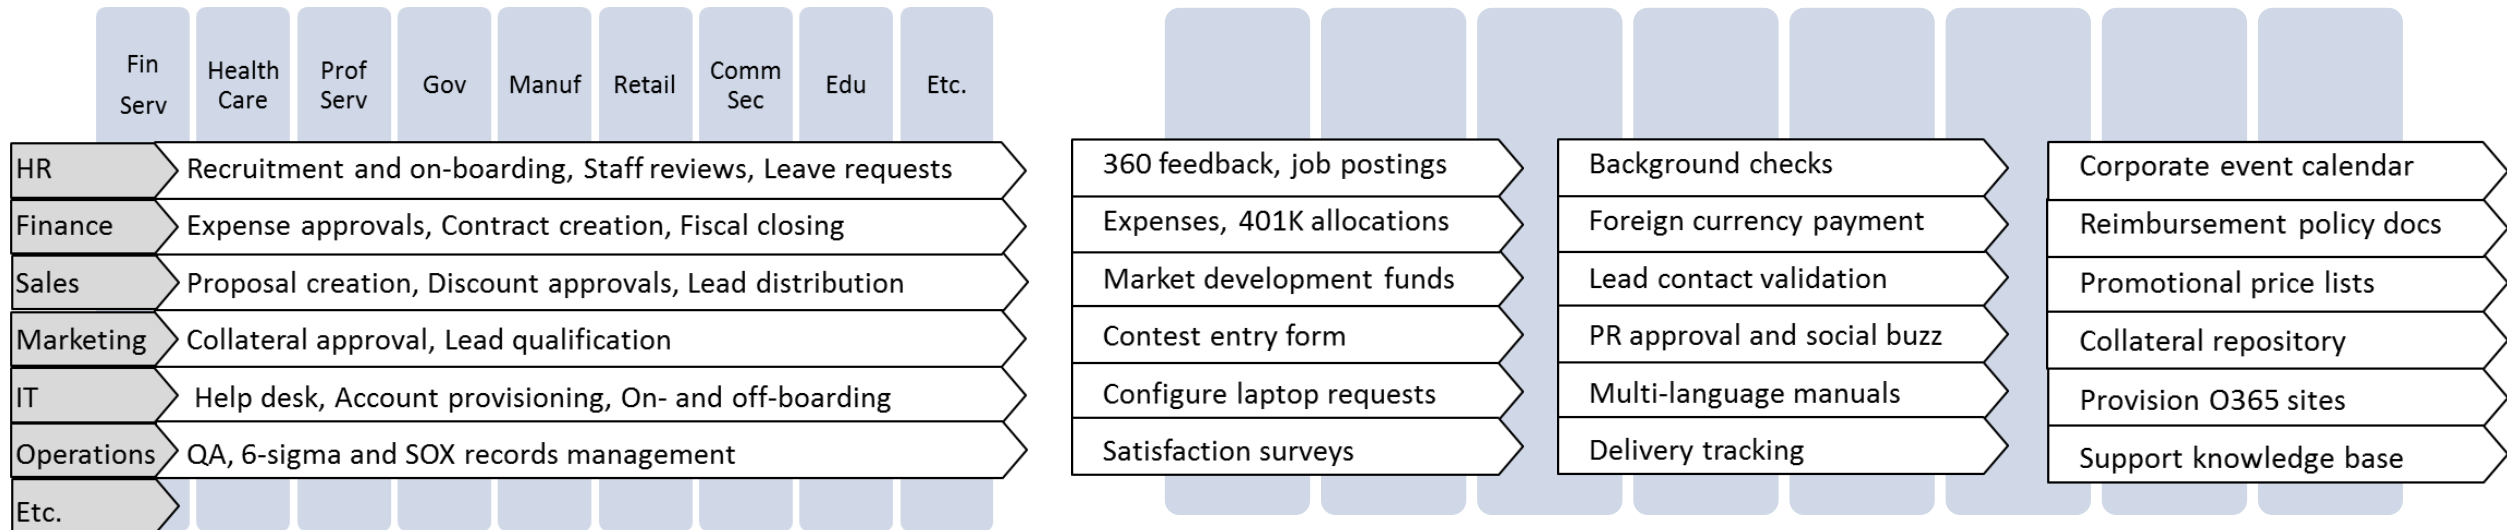 Fin
Serv
Health
Care
Prof
Serv
Gov
Manuf
Retail
Comm
Sec
Edu
Etc.
HR
Recruitment and on-boarding, Staff reviews, Leave requests
360 feedback, job postings
Background checks
Corporate event calendar
Finance
Expense approvals, Contract creation, Fiscal closing
Expenses, 401K allocations
Foreign currency payment
Reimbursement policy docs
Sales
Proposal creation, Discount approvals, Lead distribution
Market development funds
Lead contact validation
Promotional price lists
Marketing
Collateral approval, Lead qualification
Contest entry form
PR approval and social buzz
Collateral repository
IT
Help desk, Account provisioning, On- and off-boarding
Configure laptop requests
Multi-language manuals
Provision O365 sites
Operations
QA, 6-sigma and SOX records management
Satisfaction surveys
Delivery tracking
Support knowledge base
Etc.